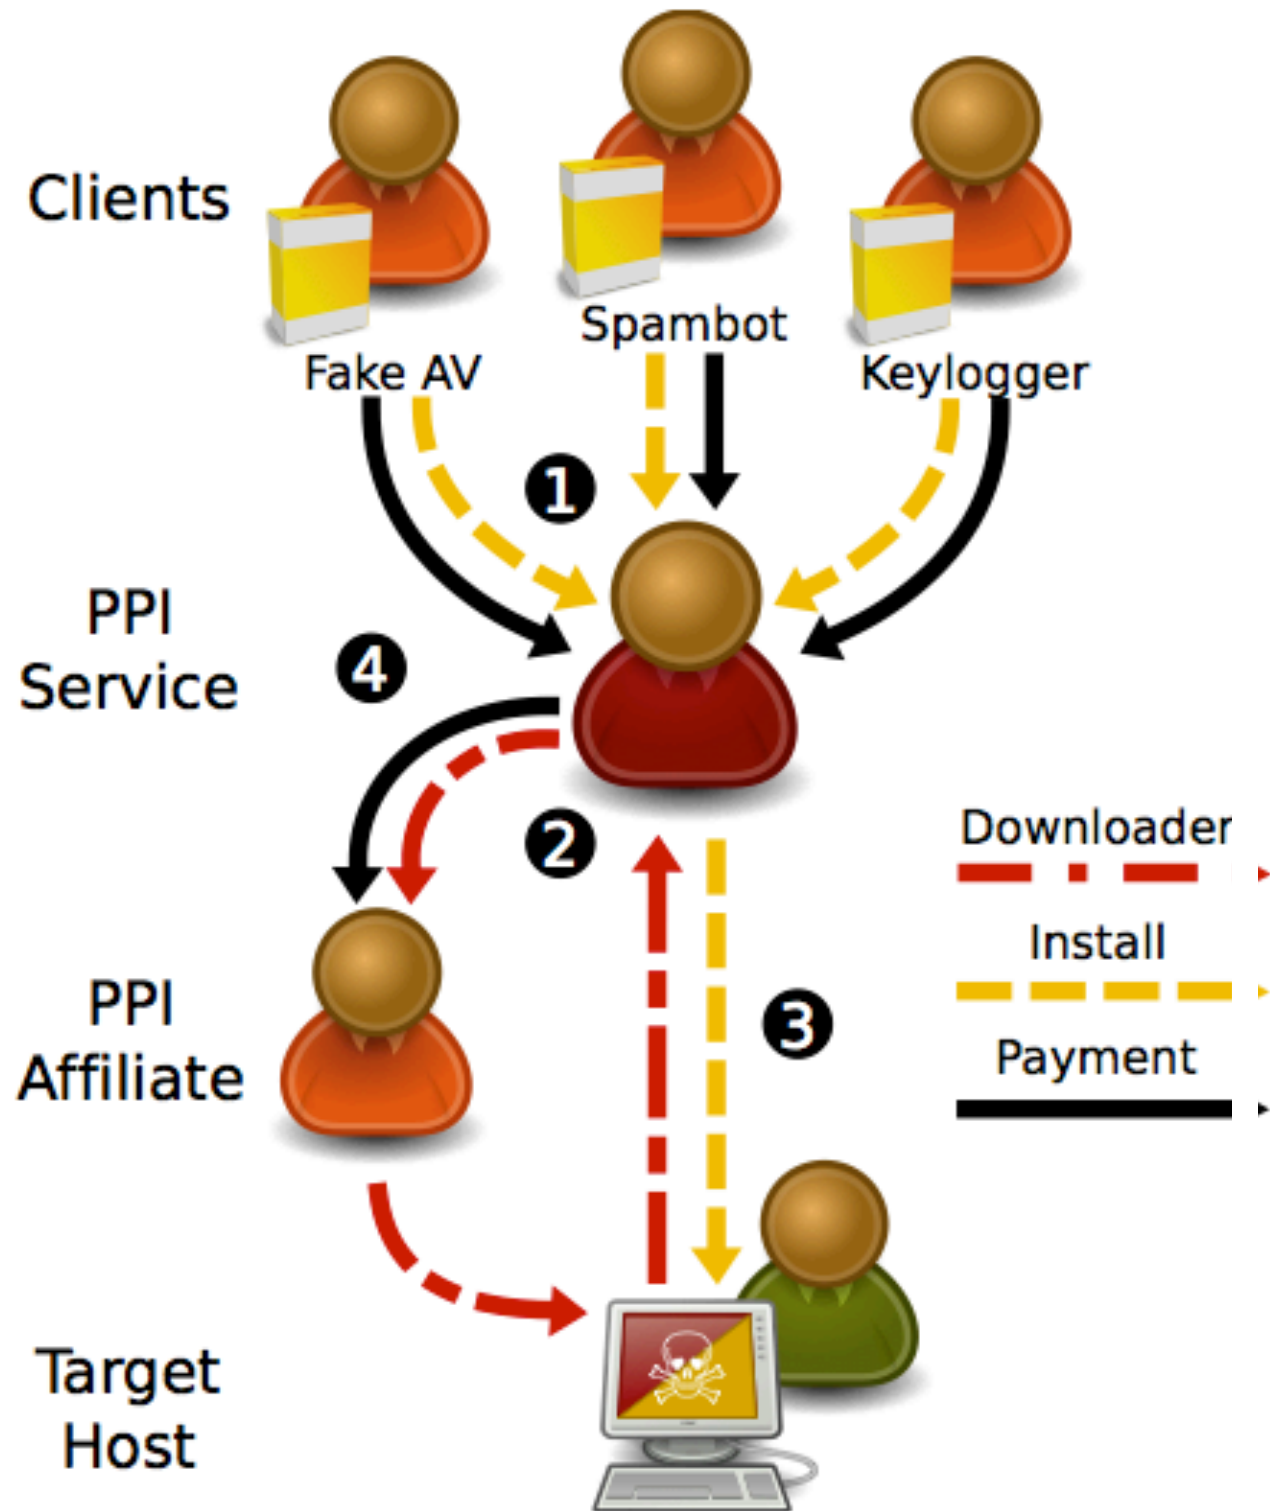 Clients
Fake AV
Spambot
Keylogger
1
PPI
Service
4
2
Downloader
Install
Payment
3
PPI
Affiliate
Target
Host